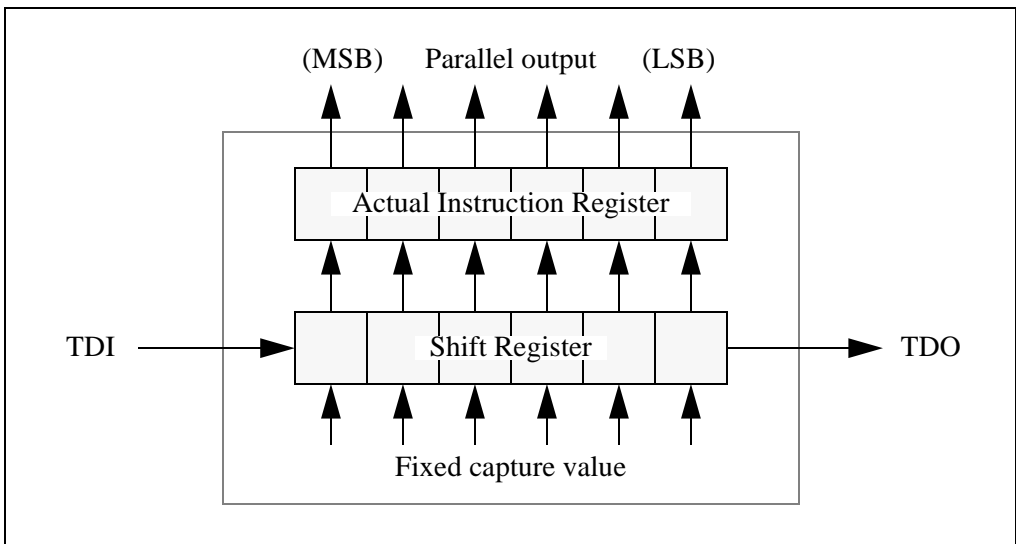 (MSB) Parallel output (LSB)
Actual Instruction Register
TDI Shift Register TDO
Fixed capture value